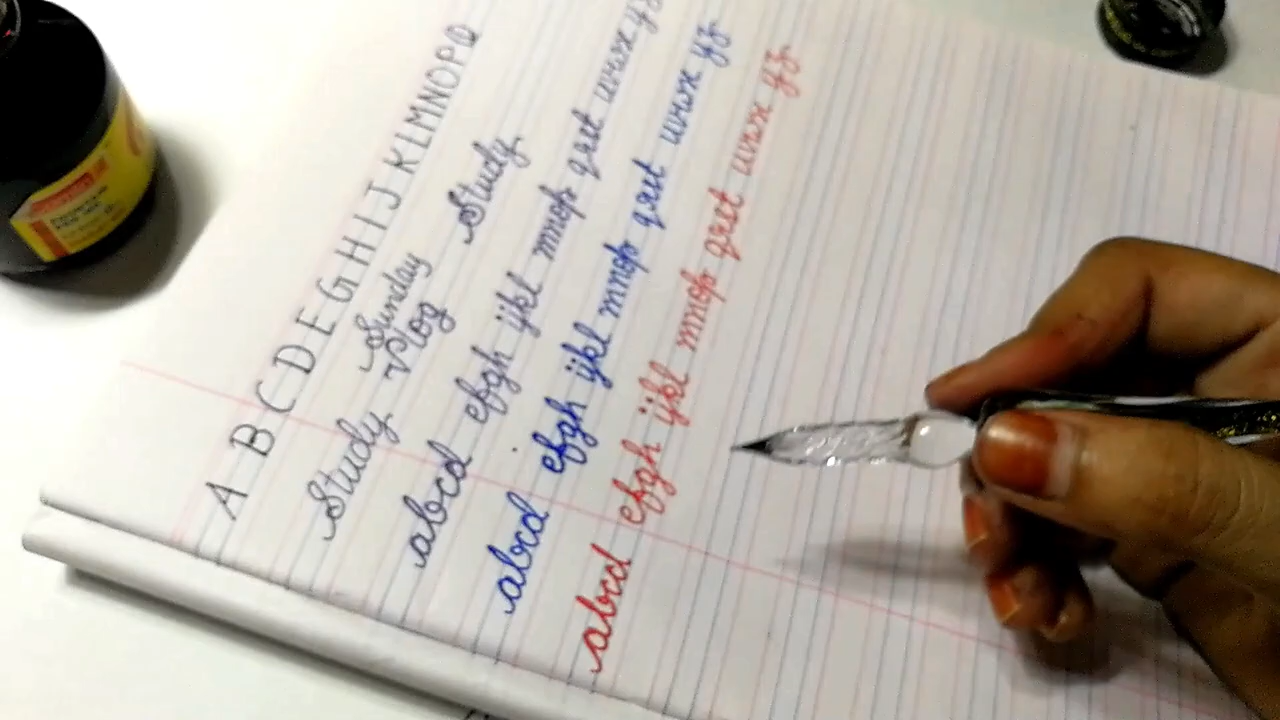 A B C D E G H I J K L M N O P Q
Sunday
Study Vlog Study
abcd efgh ijkl mnop qrst uvwx yz
abcd efgh ijkl mnop qrst uvwx yz
abcd efgh ijkl mnop qrst uvwx yz